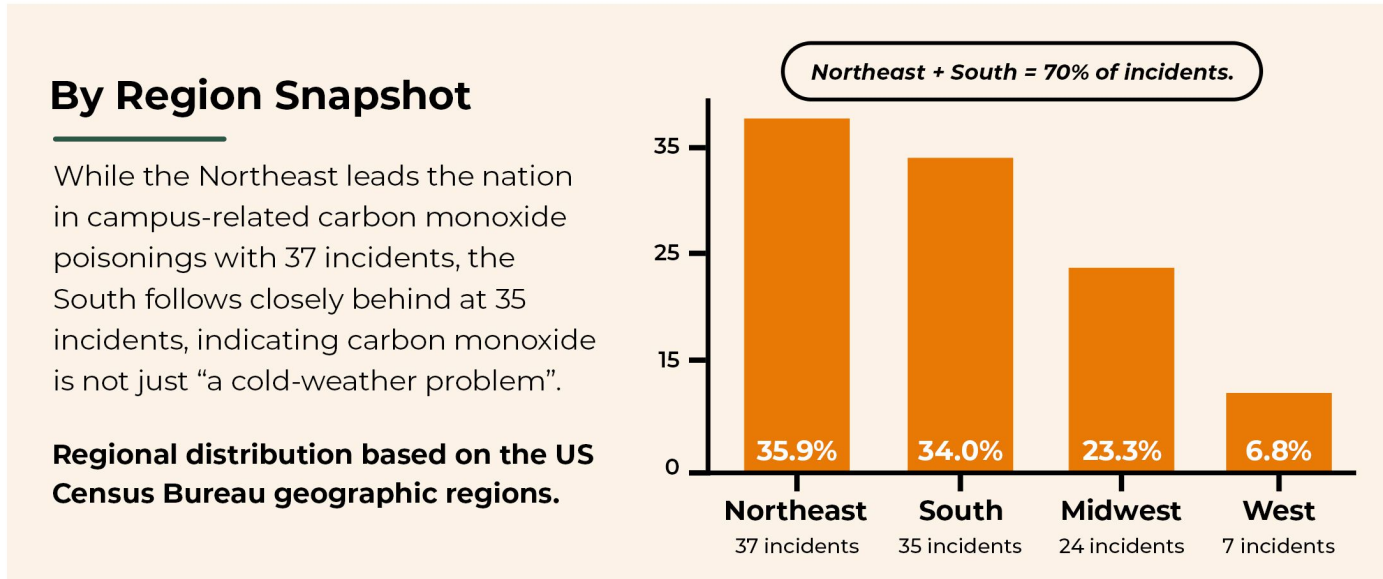 By Region Snapshot
While the Northeast leads the nation
in campus-related carbon monoxide
poisonings with 37 incidents, the
South follows closely behind at 35
incidents, indicating carbon monoxide
is not just “a cold-weather problem”.
Regional distribution based on the US
Census Bureau geographic regions.
Northeast + South = 70% of incidents.
35
25
15
0
35.9% 34.0% 23.3% 6.8%
Northeast South Midwest West
37 incidents 35 incidents 24 incidents 7 incidents